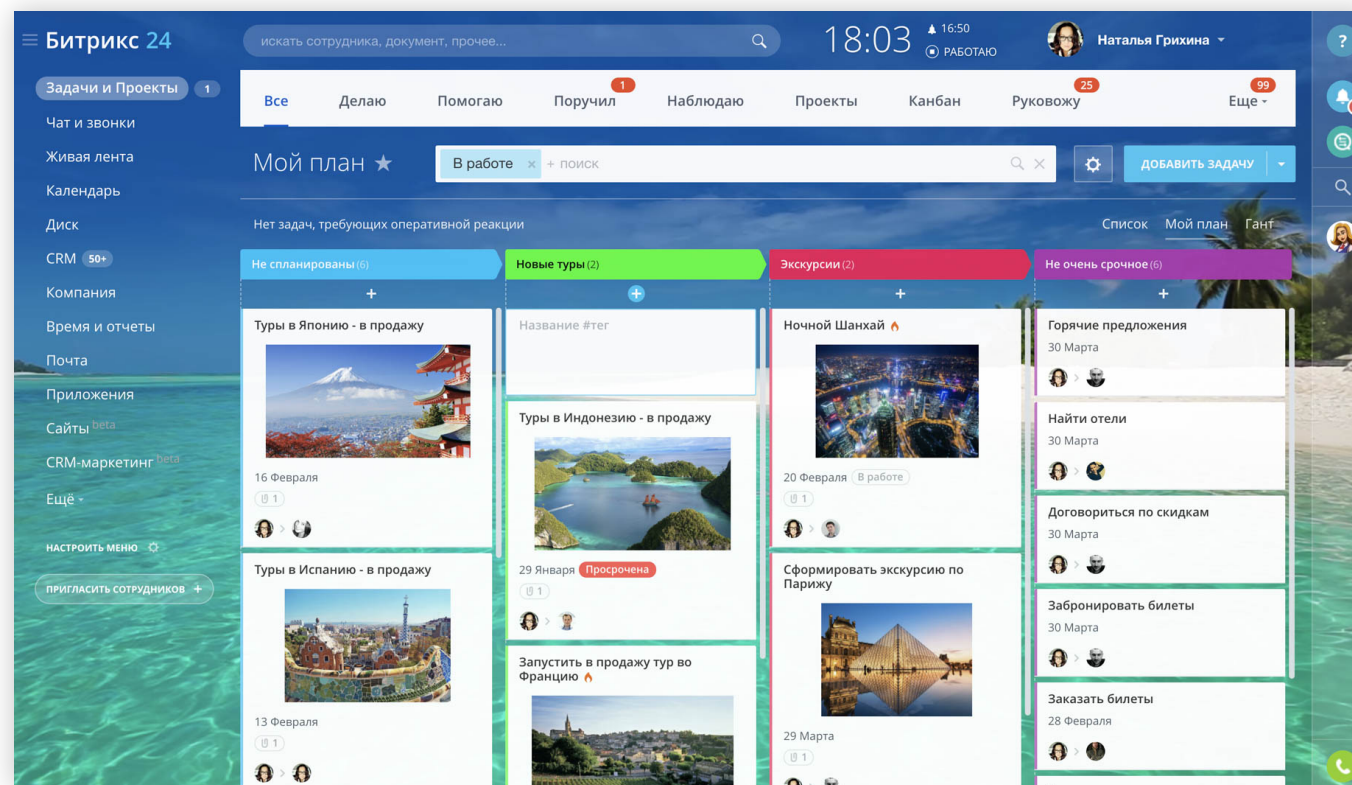 Битрикс 24
искать сотрудника, документ, прочее...
18:03
16:50
РАБОТАЮ
Наталья Грихина
?
Задачи и Проекты 1
Чат и звонки
Живая лента
Календарь
Диск
CRM 50+
Компания
Время и отчеты
Почта
Приложения
Сайты beta
CRM-маркетинг beta
Ещё
НАСТРОИТЬ МЕНЮ
ПРИГЛАСИТЬ СОТРУДНИКОВ +
Все
Делаю
Помогаю
Поручил 1
Наблюдаю
Проекты
Канбан
Руковожу 25
Еще 99
Мой план
В работе ×
+ поиск
ДОБАВИТЬ ЗАДАЧУ
Нет задач, требующих оперативной реакции
Список
Мой план
Гант
Не спланированы (6)
+
Туры в Японию - в продажу
16 Февраля
1
Туры в Испанию - в продажу
13 Февраля
1
Новые туры (2)
+
Название #тег
Туры в Индонезию - в продажу
29 Января Просрочена
1
Запустить в продажу тур во
Францию
Экскурсии (2)
+
Ночной Шанхай
20 Февраля В работе
1
Сформировать экскурсию по
Парижу
29 Марта
1
Не очень срочное (6)
+
Горячие предложения
30 Марта
Найти отели
30 Марта
Договориться по скидкам
30 Марта
Забронировать билеты
30 Марта
Заказать билеты
28 Февраля